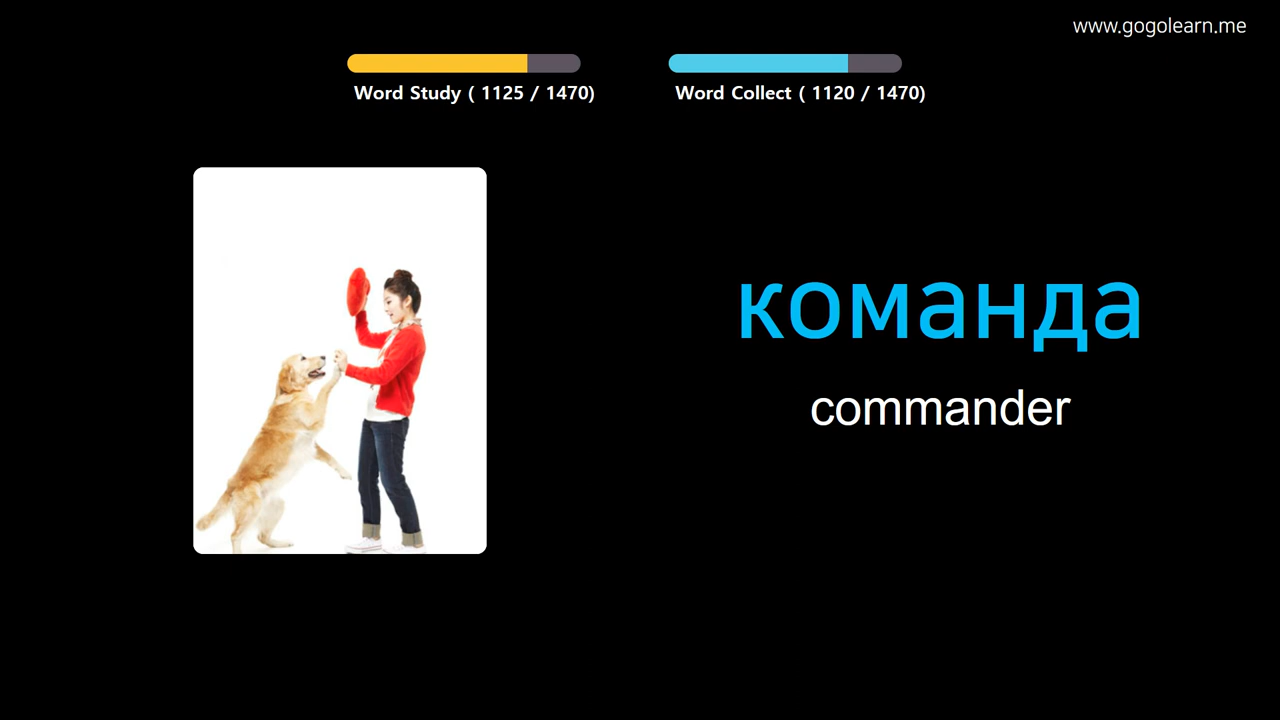 www.gogolearn.me
Word Study ( 1125 / 1470)
Word Collect ( 1120 / 1470)
команда
commander